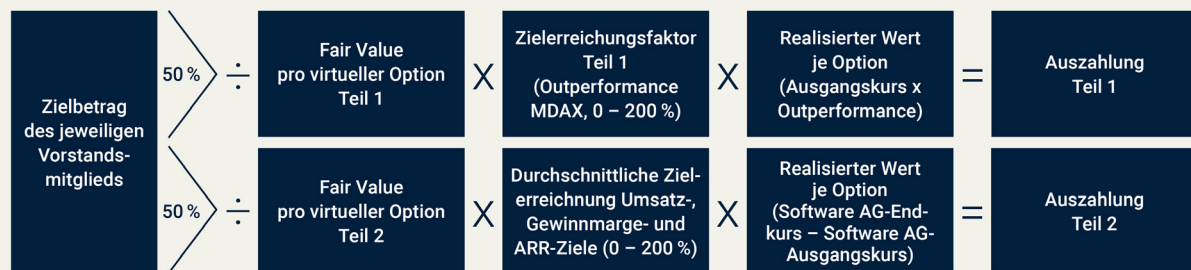 Zielbetrag
des jeweiligen
Vorstands-
mitglieds
50 %
÷
Fair Value
pro virtueller Option
Teil 1
X
Zielerreichungsfaktor
Teil 1
(Outperformance
MDAX, 0 – 200 %)
X
Realisierter Wert
je Option
(Ausgangskurs x
Outperformance)
=
Auszahlung
Teil 1
50 %
÷
Fair Value
pro virtueller Option
Teil 2
X
Durchschnittliche Ziel-
erreichnung Umsatz-,
Gewinnmarge- und
ARR-Ziele (0 – 200 %)
X
Realisierter Wert
je Option
(Software AG-End-
kurs – Software AG-
Ausgangskurs)
=
Auszahlung
Teil 2